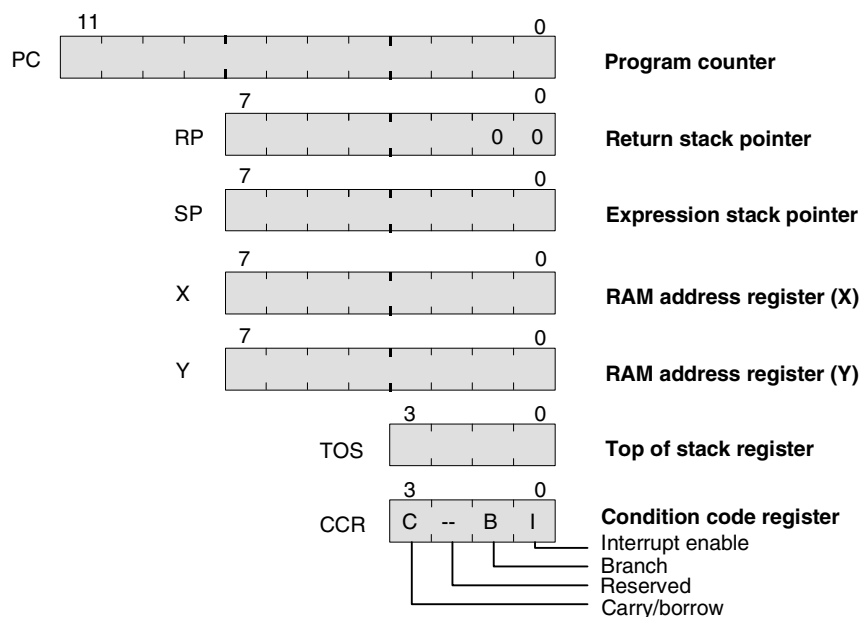 11 0
PC Program counter
7 0
RP 0 0 Return stack pointer
7 0
SP Expression stack pointer
7 0
X RAM address register (X)
7 0
Y RAM address register (Y)
3 0
TOS Top of stack register
3 0
CCR C -- B I Condition code register
Interrupt enable
Branch
Reserved
Carry/borrow